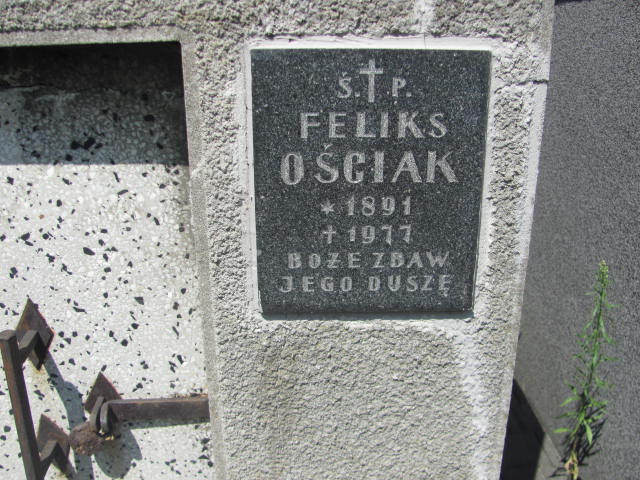 Ś. P.
FELIKS
OŚCIAK
* 1891
† 1977
BOŻE ZBAW
JEGO DUSZĘ